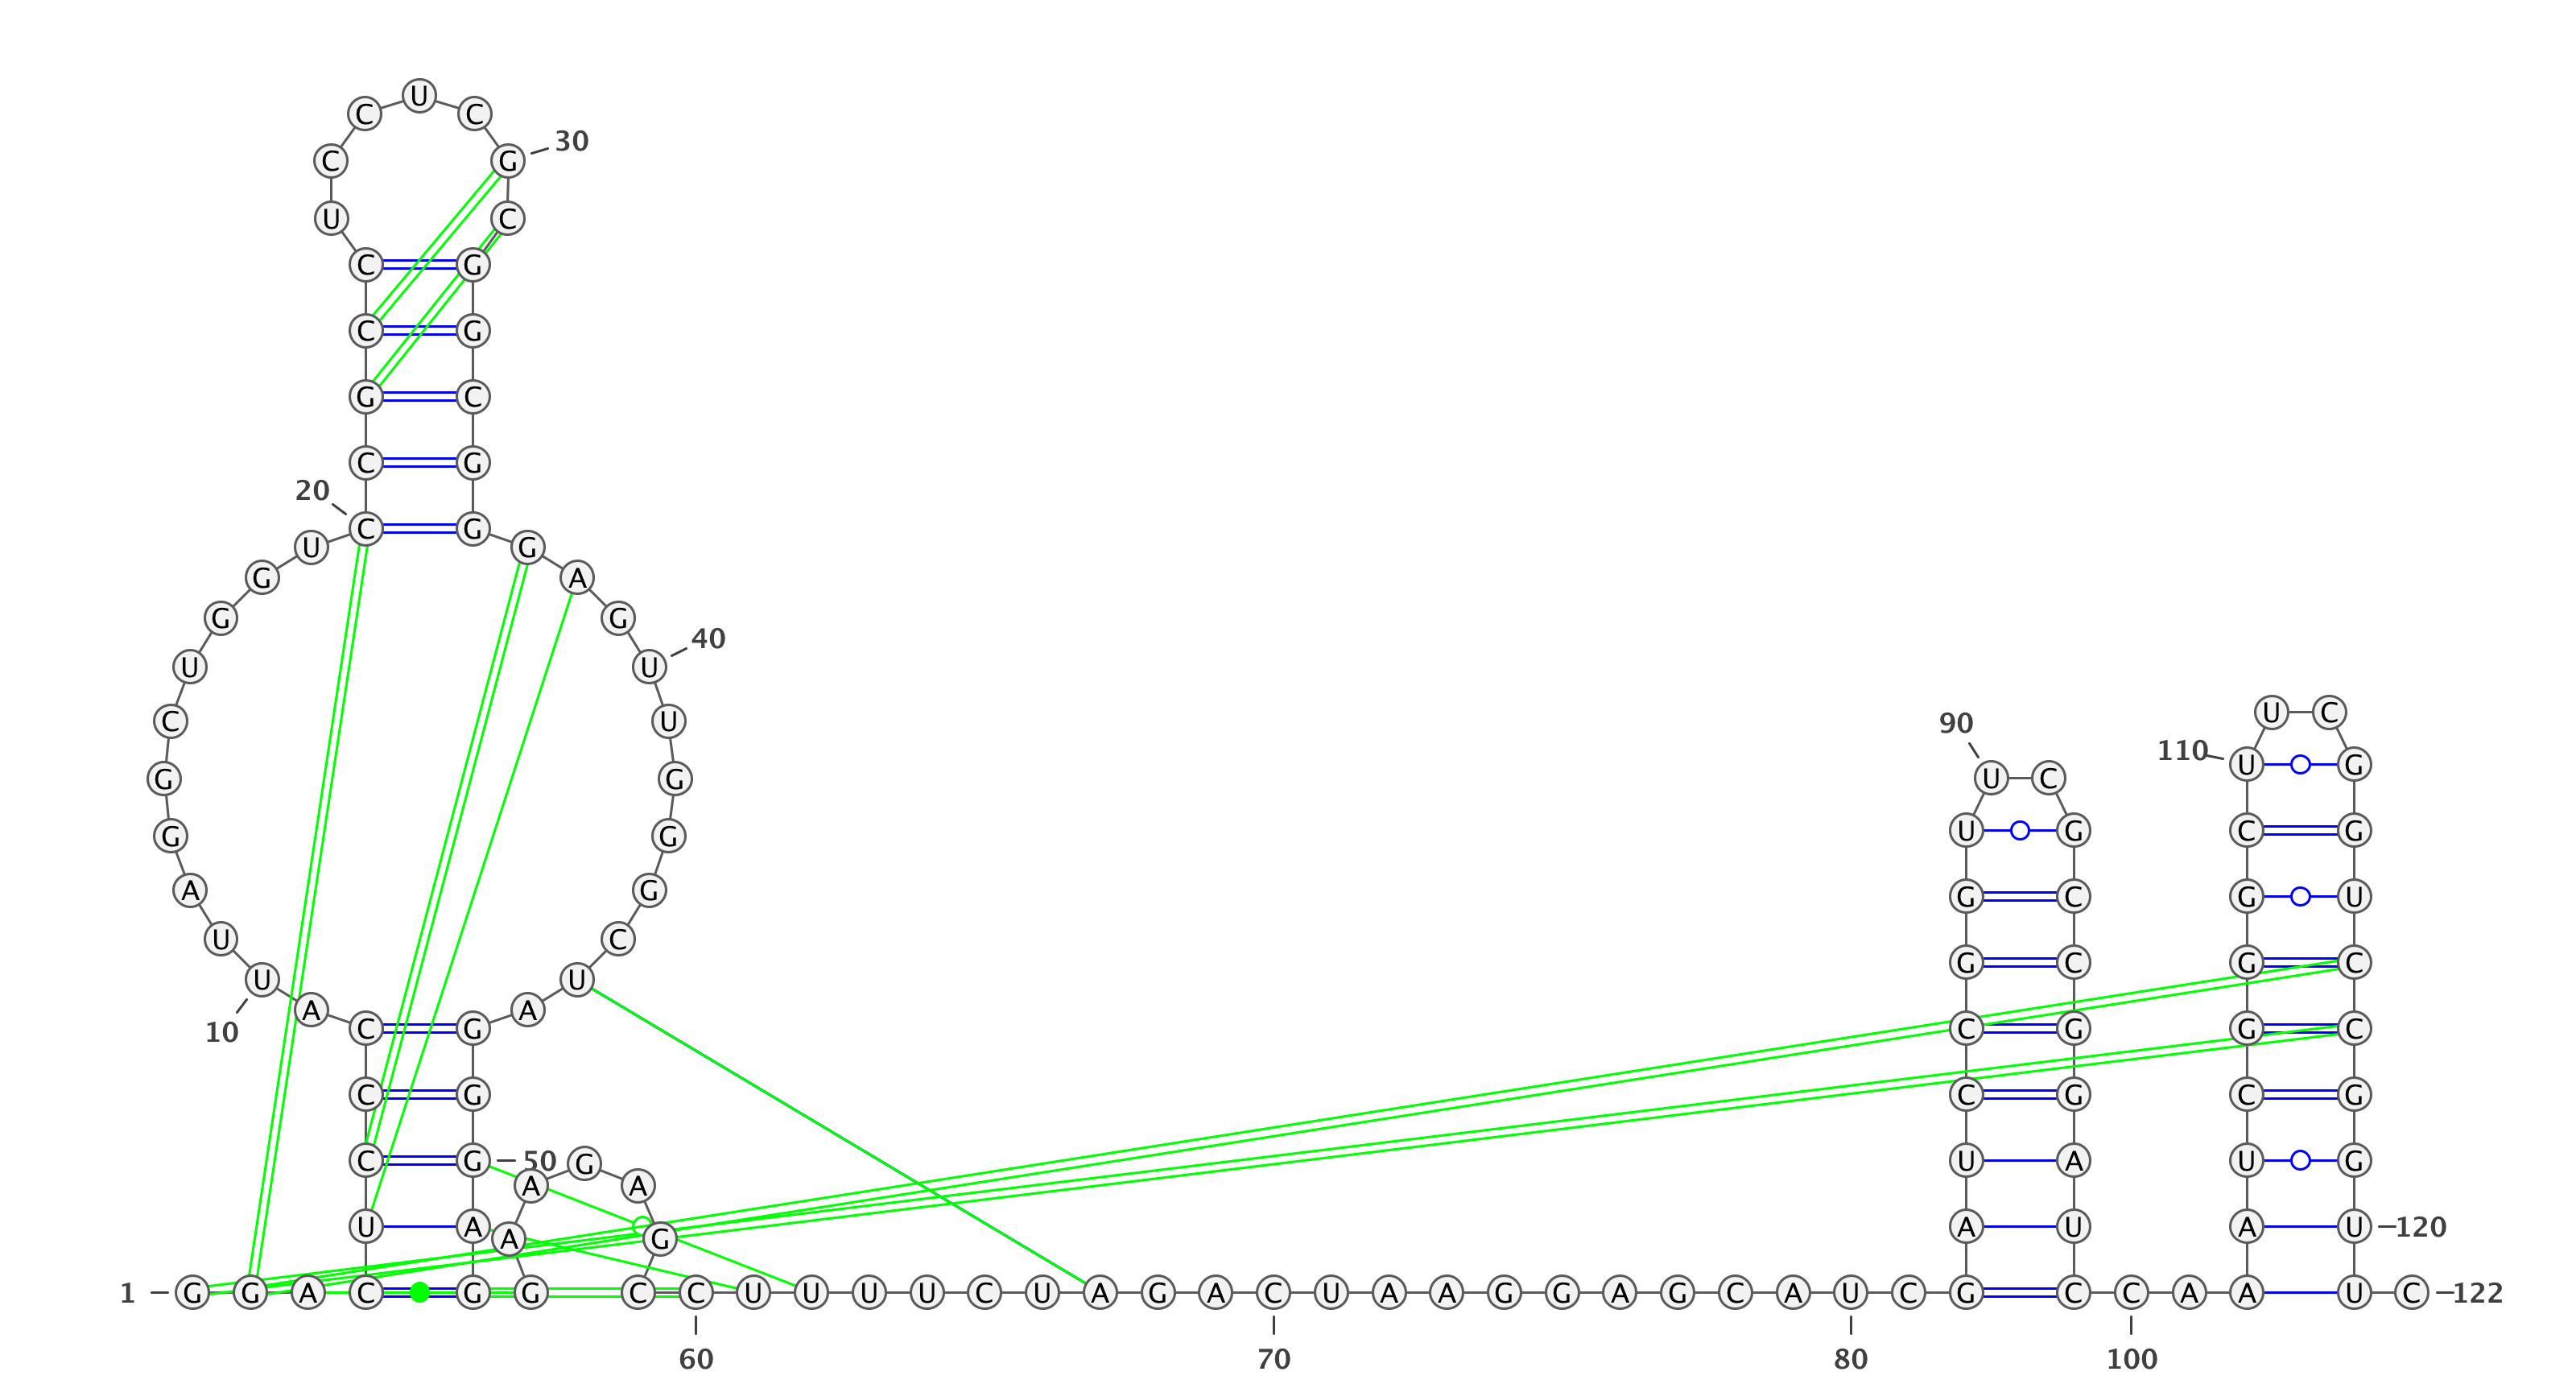 U
C C
30
C G
U C
C G
C G
G C
C G
20
C G
U G
G A
G G
40
U U
U C
C U 90
110 U G
G G U C
G G U G C G
A G G C G U
U C
G C G C
U U
A A
10 C G C G G C
C G C G C G
C G 50 G U A U G
A A
U A A U A U 120
A G
1 G G A C G G C C U U U U C U A G A C U A A G G A G C A U C G C C A A U C 122
60 70 80 100